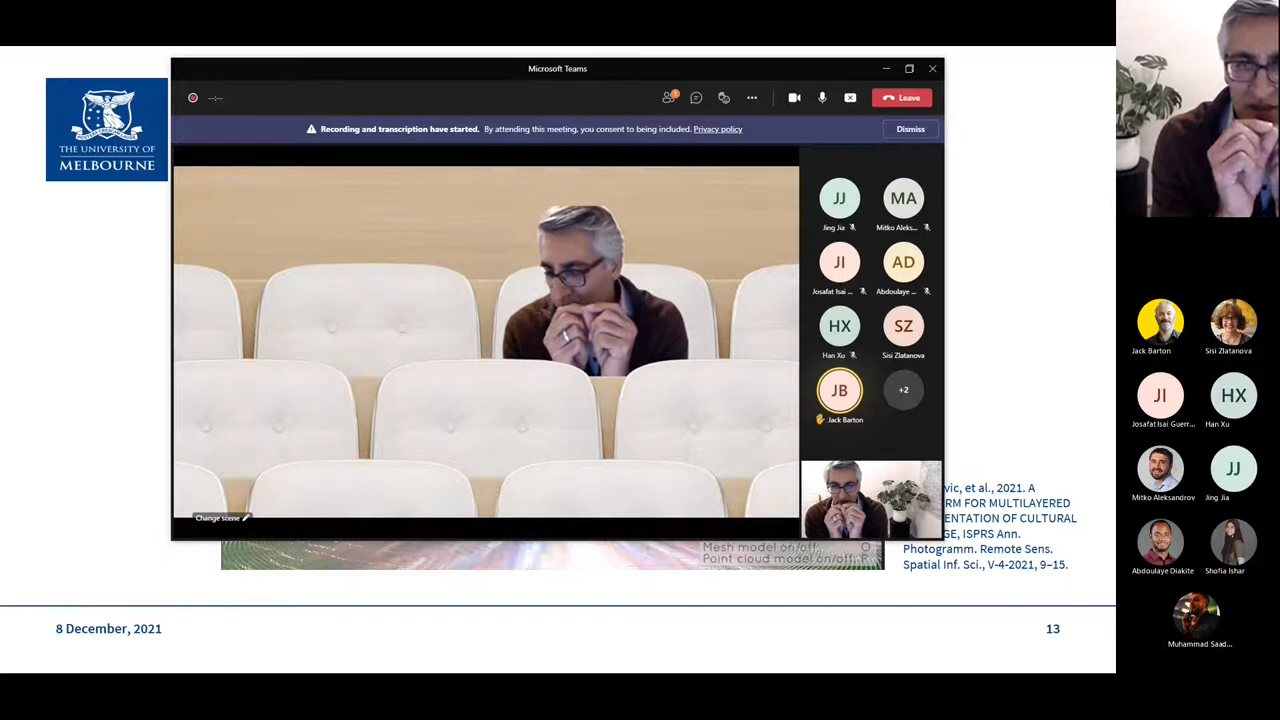 THE UNIVERSITY OF
MELBOURNE
Microsoft Teams
--:--
1
Leave
Recording and transcription have started. By attending this meeting, you consent to being included. Privacy policy
Dismiss
JJ
MA
Jing Jia
Mitko Aleks...
JI
AD
Josafat Isai ...
Abdoulaye ...
HX
SZ
Han Xu
Sisi Zlatanova
JB
+2
Jack Barton
Change scene
vic, et al., 2021. A
RM FOR MULTILAYERED
ENTATION OF CULTURAL
GE, ISPRS Ann.
Photogramm. Remote Sens.
Spatial Inf. Sci., V-4-2021, 9–15.
Mesh model on/off: O
Point cloud model on/off: R
8 December, 2021
13
Jack Barton
Sisi Zlatanova
JI
HX
Josafat Isai Guerr...
Han Xu
JJ
Mitko Aleksandrov
Jing Jia
Abdoulaye Diakite
Shofia Ishar
Muhammad Saad...